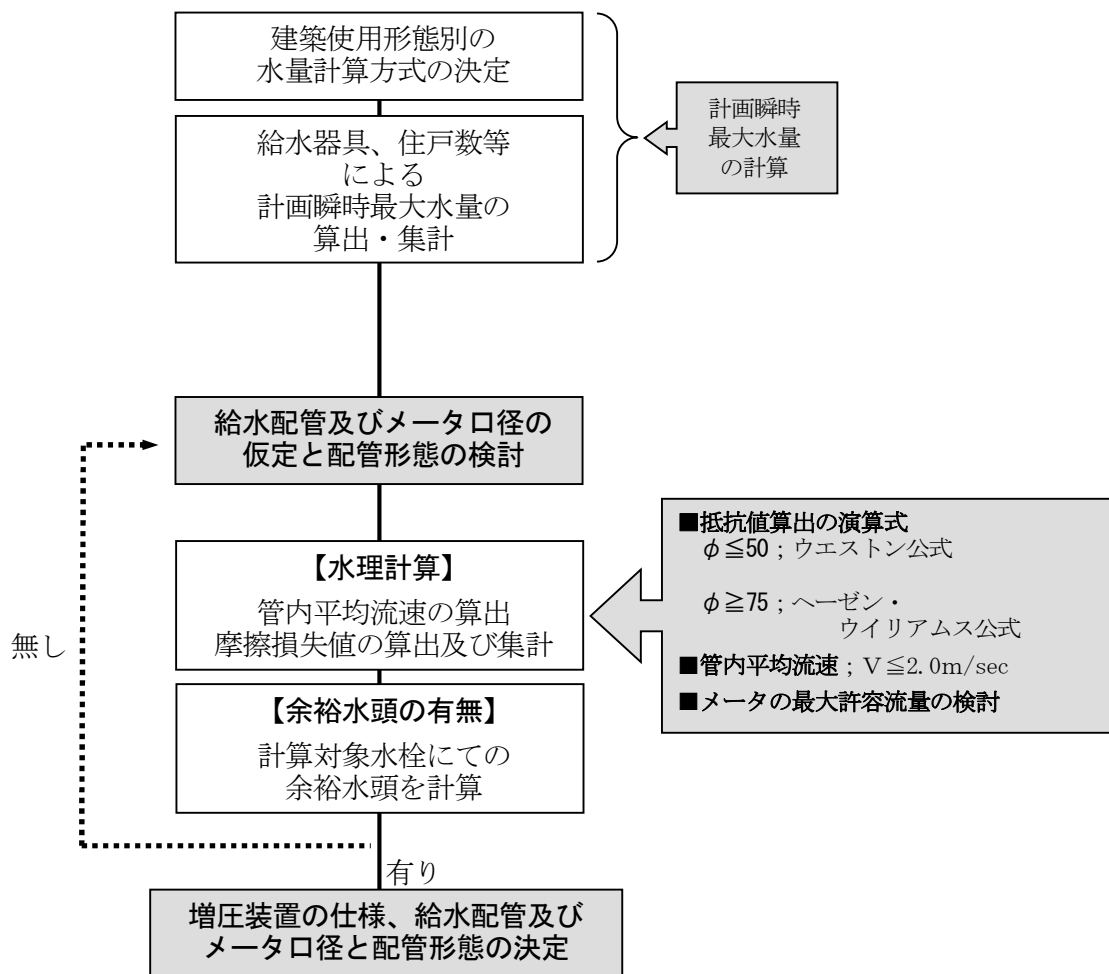 建築使用形態別の
水量計算方式の決定
計画瞬時
最大水量
の計算
給水器具、住戸数等
による
計画瞬時最大水量の
算出・集計
給水配管及びメータ口径の
仮定と配管形態の検討
【水理計算】
管内平均流速の算出
摩擦損失値の算出及び集計
■抵抗値算出の演算式
φ≦50；ウエストン公式
φ≧75；ヘーゼン・
ウイリアムス公式
■管内平均流速；Ｖ≦2.0m/sec
■メータの最大許容流量の検討
無し
【余裕水頭の有無】
計算対象水栓にての
余裕水頭を計算
有り
増圧装置の仕様、給水配管及び
メータ口径と配管形態の決定